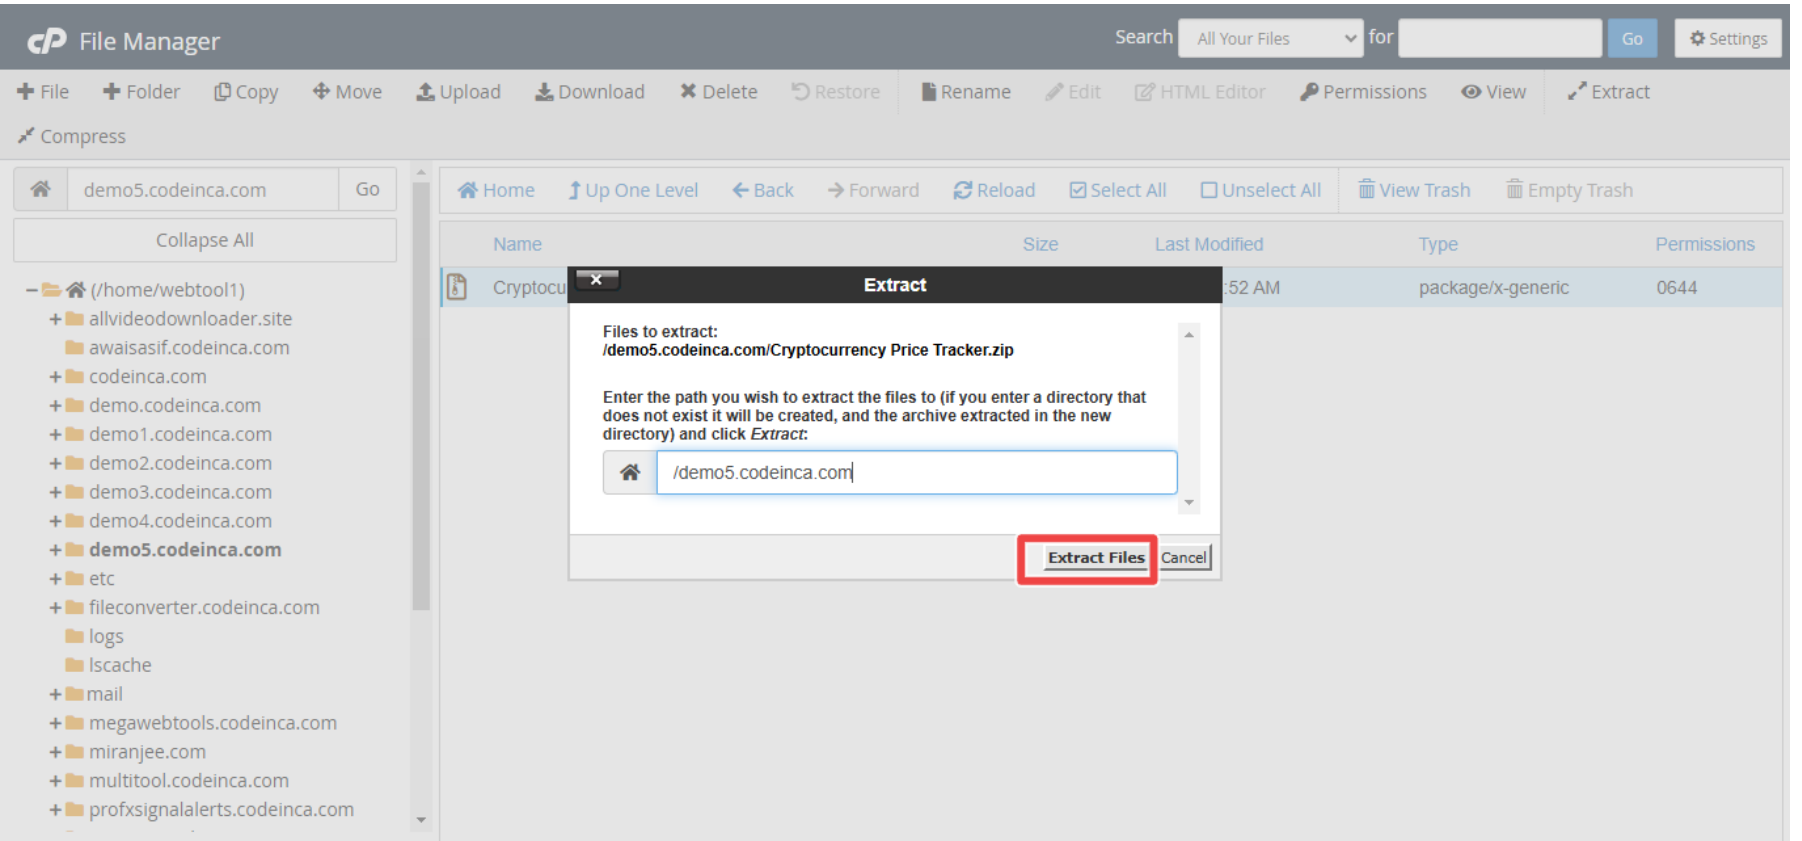 cP File Manager
Search All Your Files for Go Settings
File Folder Copy Move Upload Download Delete Restore Rename Edit HTML Editor Permissions View Extract
Compress
demo5.codeinca.com Go
Home Up One Level Back Forward Reload Select All Unselect All View Trash Empty Trash
Collapse All
Name Size Last Modified Type Permissions
(/home/webtool1)
allvideodownloader.site
awaisasif.codeinca.com
codeinca.com
demo.codeinca.com
demo1.codeinca.com
demo2.codeinca.com
demo3.codeinca.com
demo4.codeinca.com
demo5.codeinca.com
etc
fileconverter.codeinca.com
logs
lscache
mail
megawebtools.codeinca.com
miranjee.com
multitool.codeinca.com
profxsignalalerts.codeinca.com
Cryptocu :52 AM package/x-generic 0644
x Extract
Files to extract:
/demo5.codeinca.com/Cryptocurrency Price Tracker.zip
Enter the path you wish to extract the files to (if you enter a directory that
does not exist it will be created, and the archive extracted in the new
directory) and click Extract:
/demo5.codeinca.com
Extract Files Cancel